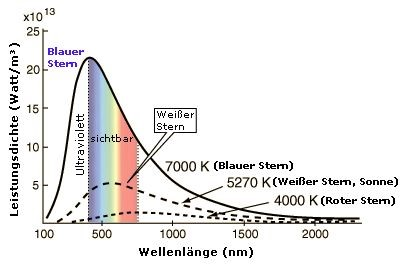 x 10¹³
25
20
15
10
5
Leistungsdichte (Watt/m³)
Blauer
Stern
Ultraviolett
sichtbar
Weißer
Stern
7000 K (Blauer Stern)
5270 K (Weißer Stern, Sonne)
4000 K (Roter Stern)
100
500
1000
1500
2000
Wellenlänge (nm)